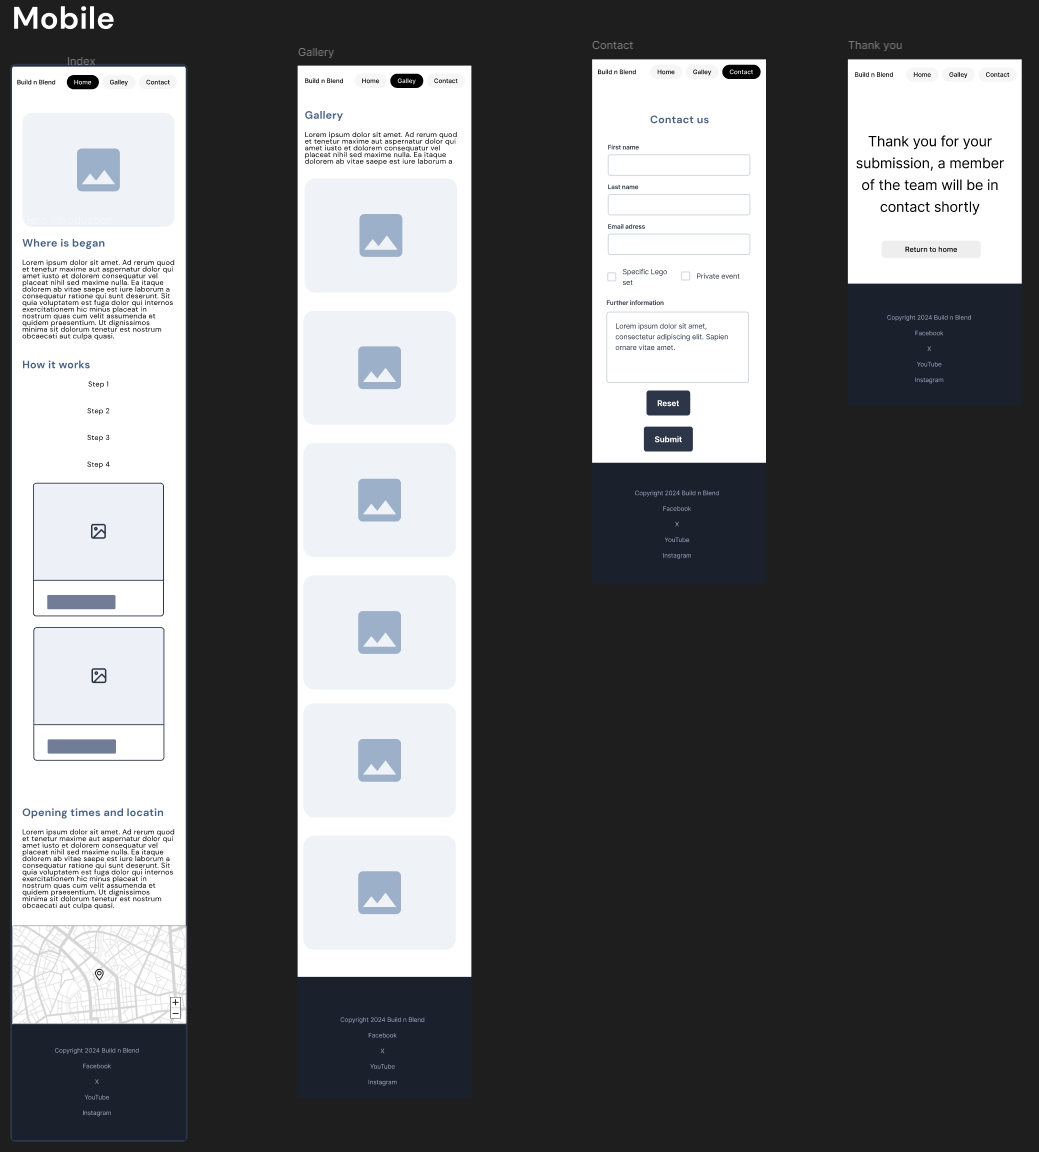 Mobile
Index
Build n Blend
Home
Galley
Contact
Where is began
Lorem ipsum dolor sit amet. Ad rerum quod
et tenetur maxime aut aspernatur dolor qui
amet iusto et dolorem consequatur vel
placeat nihil sed maxime nulla. Ea itaque
dolorem ab vitae saepe est iure laborum a
consequatur ratione qui sunt deserunt. Sit
quia voluptatem est fuga dolor qui internos
exercitationem hic minus placeat in
nostrum quas cum velit assumenda et
quidem praesentium. Ut dignissimos
minima sit dolorum tenetur est nostrum
obcaecati aut culpa quasi.
How it works
Step 1
Step 2
Step 3
Step 4
Opening times and locatin
Lorem ipsum dolor sit amet. Ad rerum quod
et tenetur maxime aut aspernatur dolor qui
amet iusto et dolorem consequatur vel
placeat nihil sed maxime nulla. Ea itaque
dolorem ab vitae saepe est iure laborum a
consequatur ratione qui sunt deserunt. Sit
quia voluptatem est fuga dolor qui internos
exercitationem hic minus placeat in
nostrum quas cum velit assumenda et
quidem praesentium. Ut dignissimos
minima sit dolorum tenetur est nostrum
obcaecati aut culpa quasi.
+
−
Copyright 2024 Build n Blend
Facebook
X
YouTube
Instagram
Gallery
Build n Blend
Home
Galley
Contact
Gallery
Lorem ipsum dolor sit amet. Ad rerum quod
et tenetur maxime aut aspernatur dolor qui
amet iusto et dolorem consequatur vel
placeat nihil sed maxime nulla. Ea itaque
dolorem ab vitae saepe est iure laborum a
Copyright 2024 Build n Blend
Facebook
X
YouTube
Instagram
Contact
Build n Blend
Home
Galley
Contact
Contact us
First name
Last name
Email adress
Specific Lego
set
Private event
Further information
Lorem ipsum dolor sit amet,
consectetur adipiscing elit. Sapien
ornare vitae amet.
Reset
Submit
Copyright 2024 Build n Blend
Facebook
X
YouTube
Instagram
Thank you
Build n Blend
Home
Galley
Contact
Thank you for your
submission, a member
of the team will be in
contact shortly
Return to home
Copyright 2024 Build n Blend
Facebook
X
YouTube
Instagram